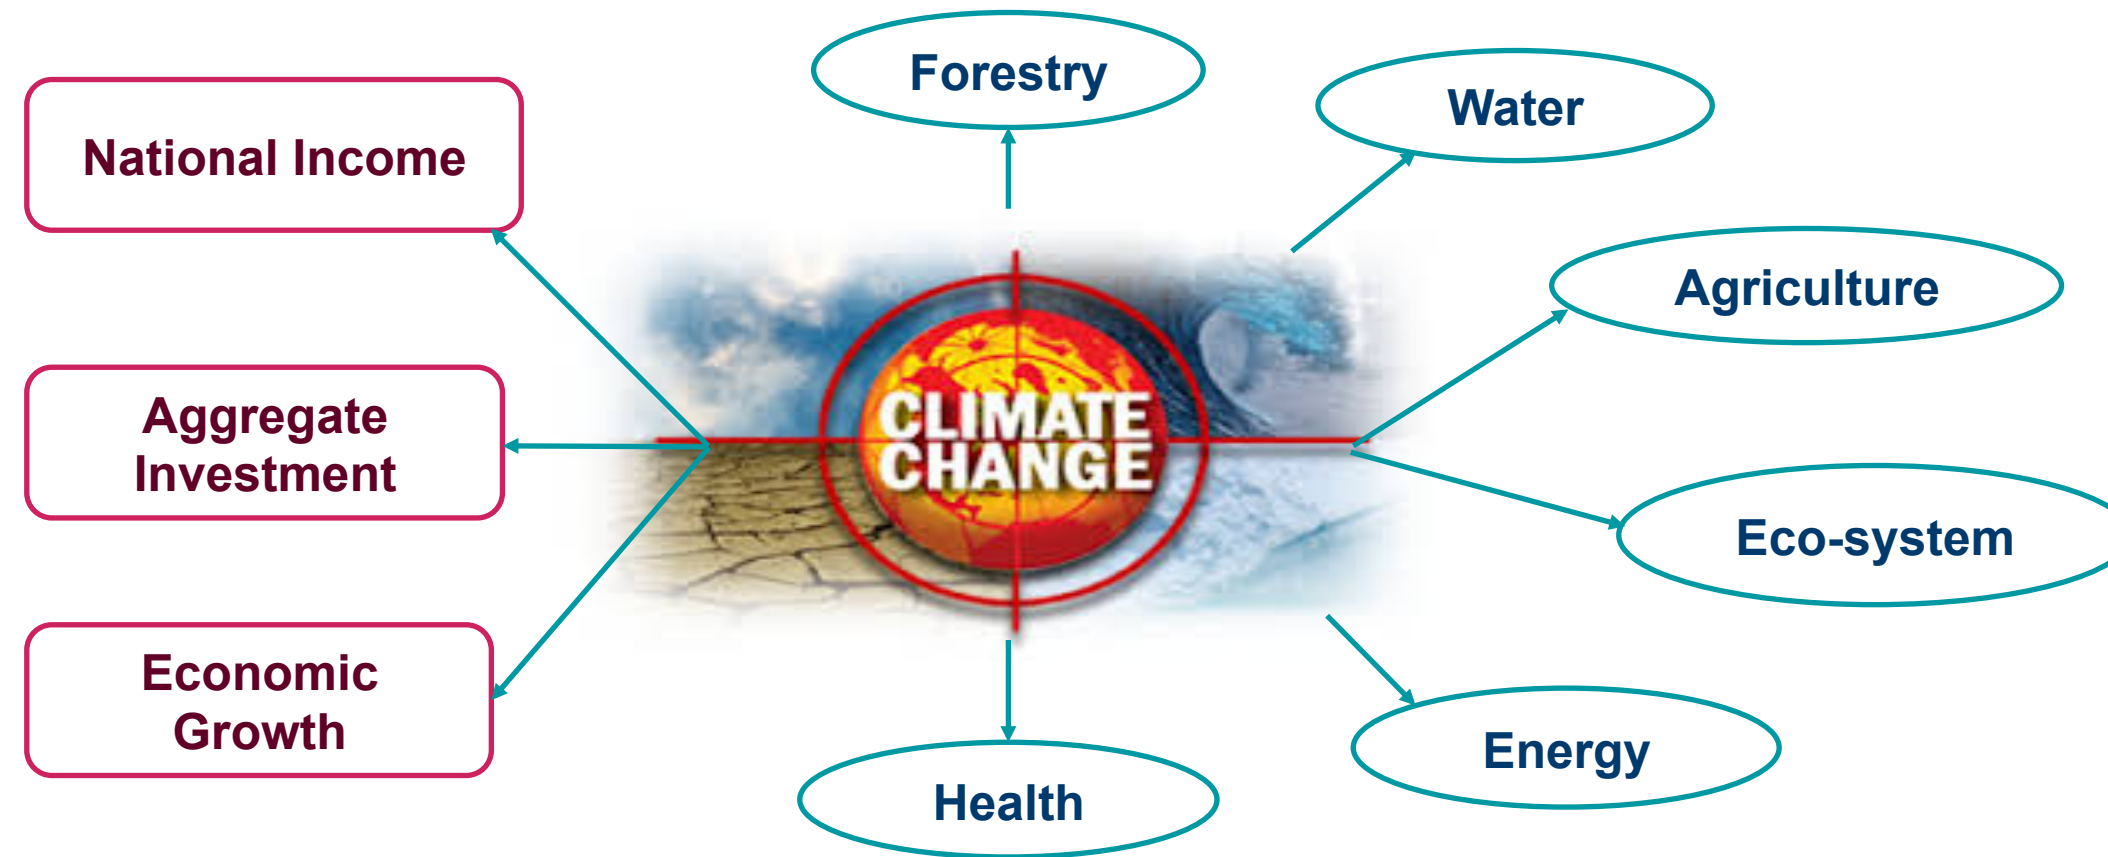 Forestry
Water
National Income
Agriculture
Aggregate
Investment
CLIMATE
CHANGE
Eco-system
Economic
Growth
Energy
Health